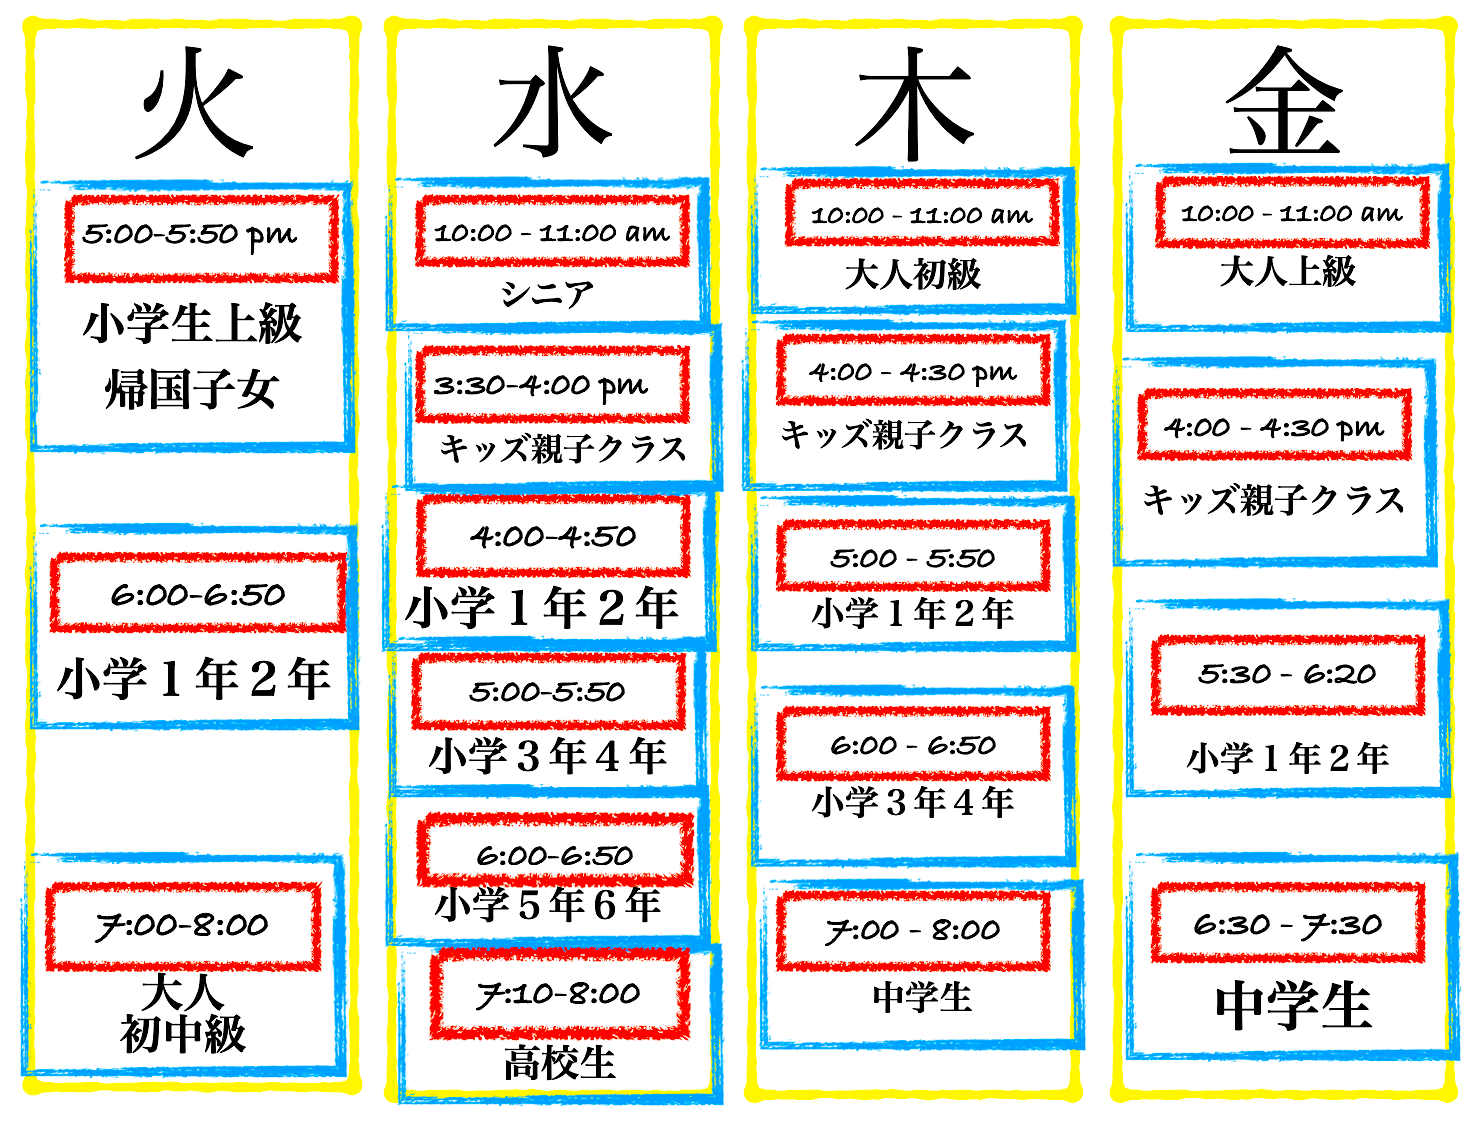 火
5:00-5:50 pm
小学生上級
帰国子女
6:00-6:50
小学１年２年
7:00-8:00
大人
初中級
水
10:00 - 11:00 am
シニア
3:30-4:00 pm
キッズ親子クラス
4:00-4:50
小学１年２年
5:00-5:50
小学３年４年
6:00-6:50
小学５年６年
7:10-8:00
高校生
木
10:00 - 11:00 am
大人初級
4:00 - 4:30 pm
キッズ親子クラス
5:00 - 5:50
小学１年２年
6:00 - 6:50
小学３年４年
7:00 - 8:00
中学生
金
10:00 - 11:00 am
大人上級
4:00 - 4:30 pm
キッズ親子クラス
5:30 - 6:20
小学１年２年
6:30 - 7:30
中学生